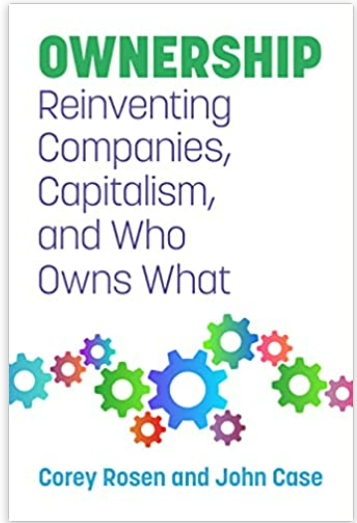 OWNERSHIP
Reinventing
Companies,
Capitalism,
and Who
Owns What
Corey Rosen and John Case